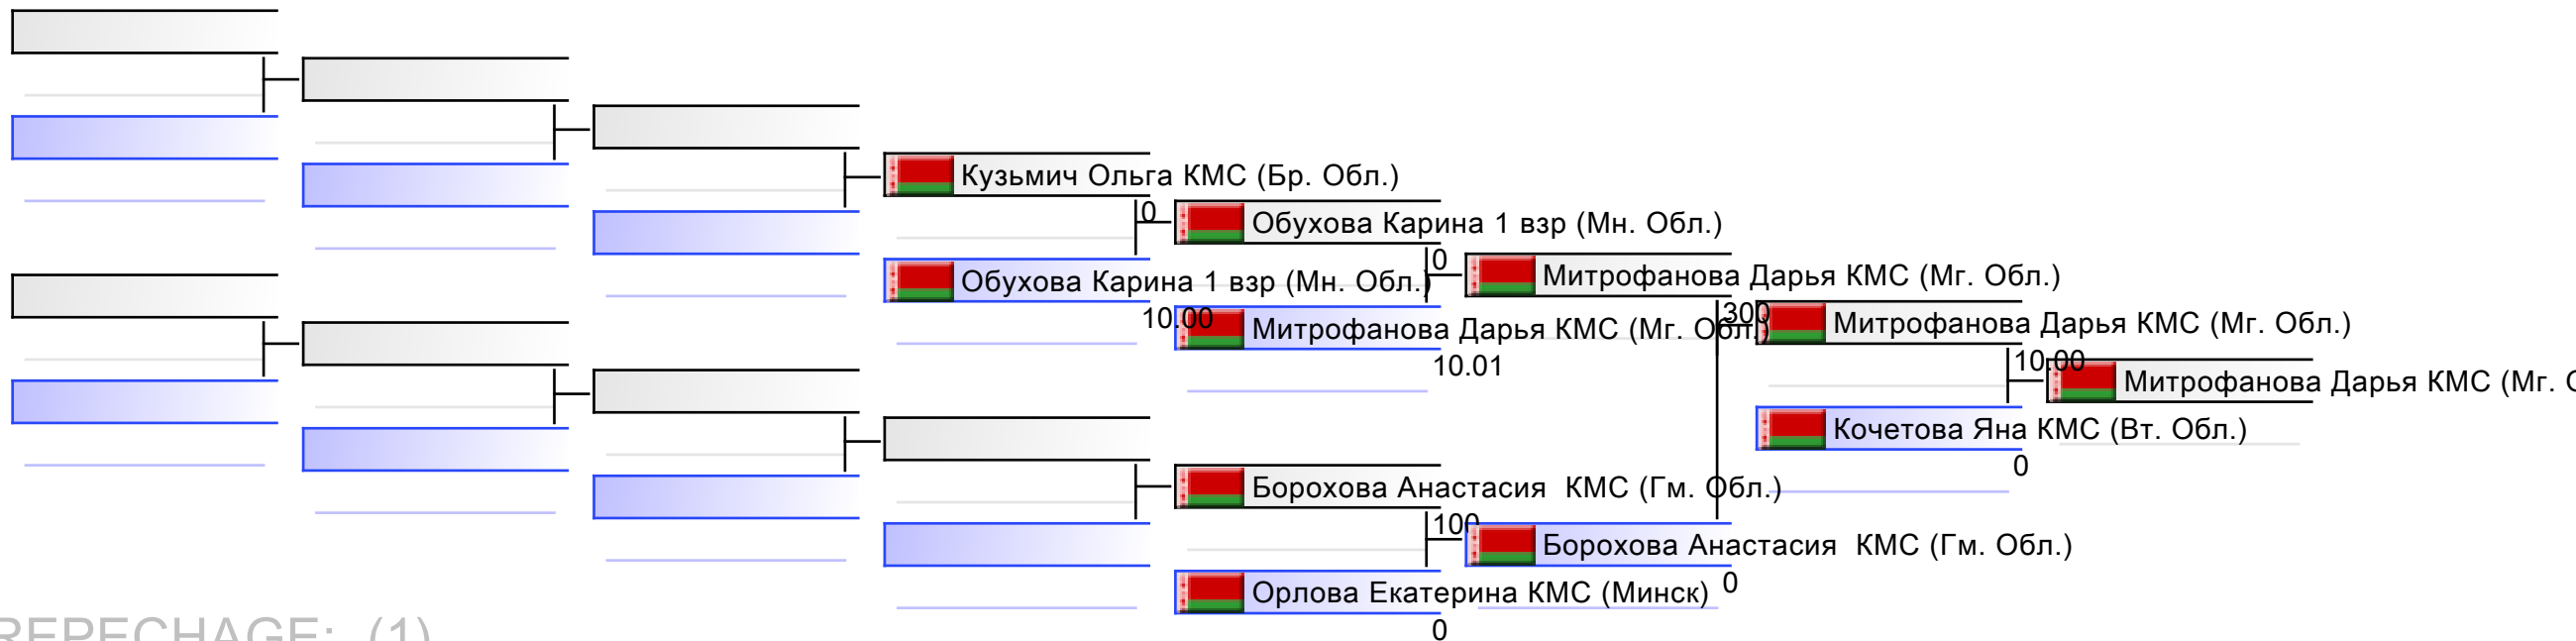 Кузьмич Ольга КМС (Бр. Обл.)
0
Обухова Карина 1 взр (Мн. Обл.)
0
Обухова Карина 1 взр (Мн. Обл.)
Митрофанова Дарья КМС (Мг. Обл.)
300
10.00
Митрофанова Дарья КМС (Мг. Обл.)
Митрофанова Дарья КМС (Мг. Обл.)
10.01
10.00
Митрофанова Дарья КМС (Мг.
Кочетова Яна КМС (Вт. Обл.)
0
Борохова Анастасия КМС (Гм. Обл.)
100
Борохова Анастасия КМС (Гм. Обл.)
0
Орлова Екатерина КМС (Минск)
0
REPECHAGE: (1)